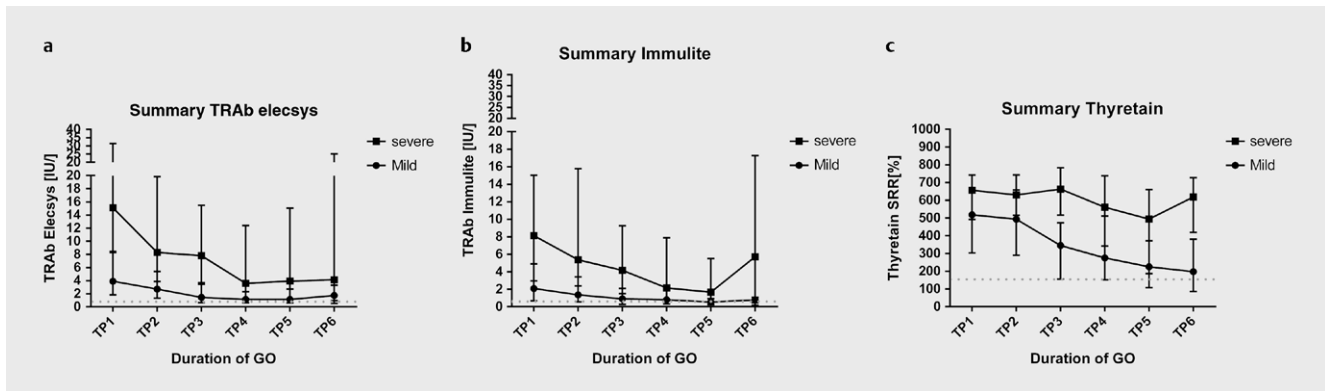 a
Summary TRAb elecsys
TRAb Elecsys [IU/]
40
35
30
25
20
20
18
16
14
12
10
8
6
4
2
0
TP1 TP2 TP3 TP4 TP5 TP6
Duration of GO
severe
Mild
b
Summary Immulite
TRAb Immulite [IU/]
40
35
30
25
20
20
18
16
14
12
10
8
6
4
2
0
TP1 TP2 TP3 TP4 TP5 TP6
Duration of GO
severe
Mild
c
Summary Thyretain
Thyretain SRR[%]
1000
900
800
700
600
500
400
300
200
100
0
TP1 TP2 TP3 TP4 TP5 TP6
Duration of GO
severe
Mild